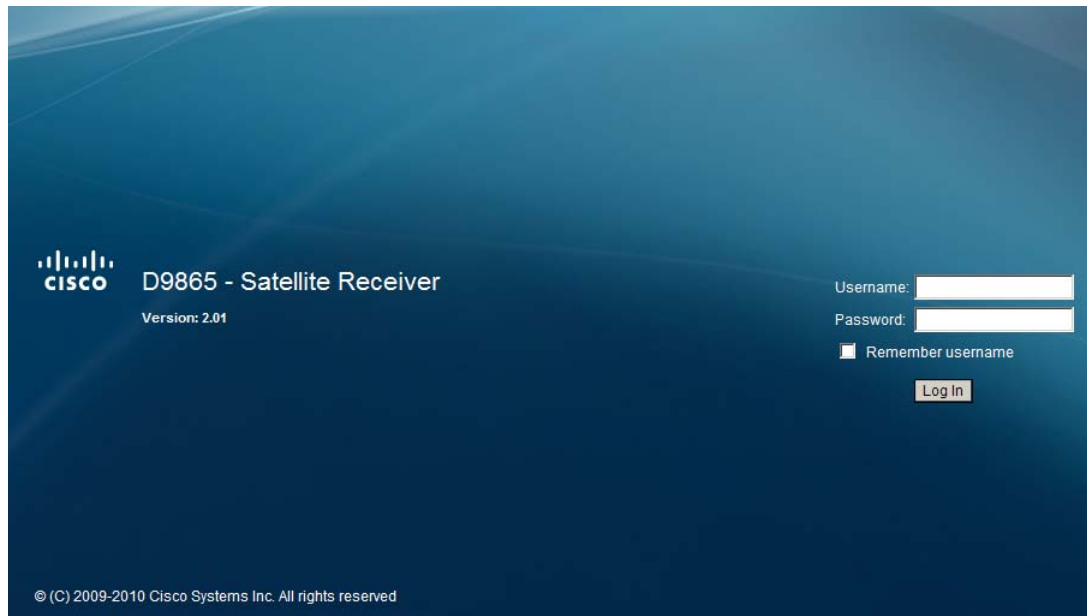 CISCO
D9865 - Satellite Receiver
Version: 2.01
Username:
Password:
Remember username
Log In
© (C) 2009-2010 Cisco Systems Inc. All rights reserved